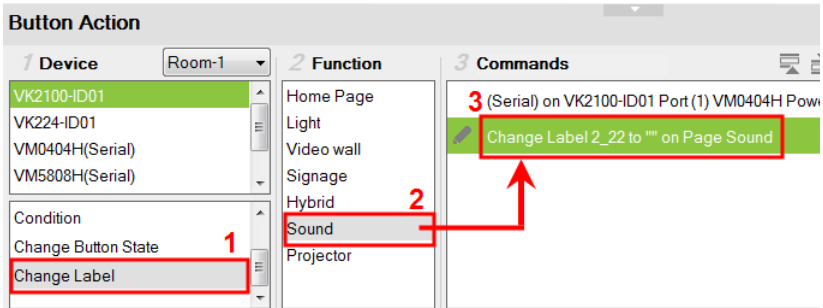 Button Action
1 Device
Room-1
2 Function
3 Commands
VK2100-ID01
VK224-ID01
VM0404H(Serial)
VM5808H(Serial)
Condition
Change Button State
1
Change Label
Home Page
Light
Video wall
Signage
Hybrid
2
Sound
Projector
3 (Serial) on VK2100-ID01 Port (1) VM0404H Powe
Change Label 2_22 to "" on Page Sound